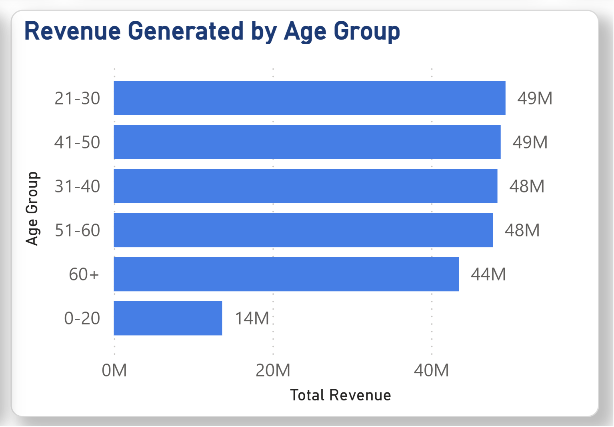 Revenue Generated by Age Group
Age Group
21-30 49M
41-50 49M
31-40 48M
51-60 48M
60+ 44M
0-20 14M
0M 20M 40M
Total Revenue